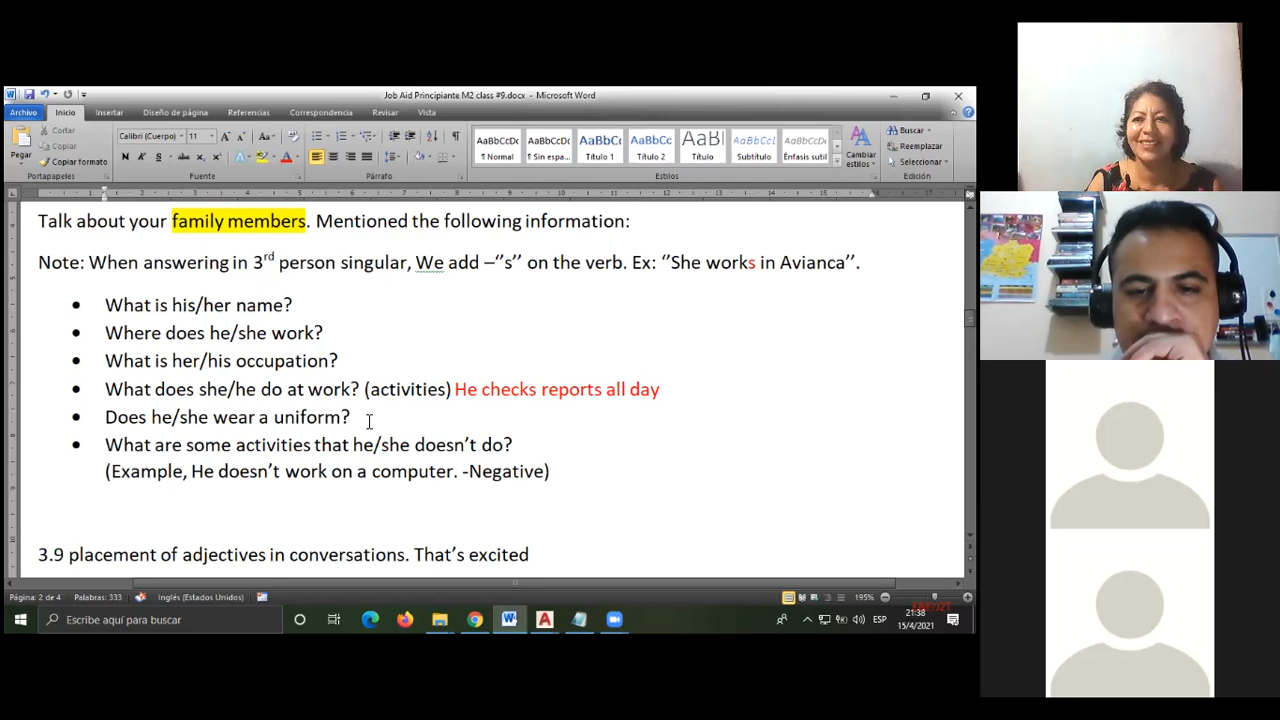 Job Aid Principiante M2 class #9.docx - Microsoft Word
Archivo Inicio Insertar Diseño de página Referencias Correspondencia Revisar Vista
Cortar
Copiar
Copiar formato
Pegar
Calibri (Cuerpo) 11
AaBbCcDc AaBbCcDc AaBbC AaBbCc AaBl AaBbCcl AaBbCcDc
¶ Normal ¶ Sin espa... Título 1 Título 2 Título Subtítulo Énfasis sutil
Cambiar estilos
Buscar
Reemplazar
Seleccionar
Portapapeles Fuente Párrafo Estilos Edición
Talk about your family members. Mentioned the following information:
Note: When answering in 3rd person singular, We add –‘’s’’ on the verb. Ex: ‘’She works in Avianca’’.
• What is his/her name?
• Where does he/she work?
• What is her/his occupation?
• What does she/he do at work? (activities) He checks reports all day
• Does he/she wear a uniform?
• What are some activities that he/she doesn’t do?
(Example, He doesn’t work on a computer. -Negative)
3.9 placement of adjectives in conversations. That’s excited
Página: 2 de 4 Palabras: 333 Inglés (Estados Unidos) 195%
Escribe aquí para buscar
ESP
21:38
15/4/2021